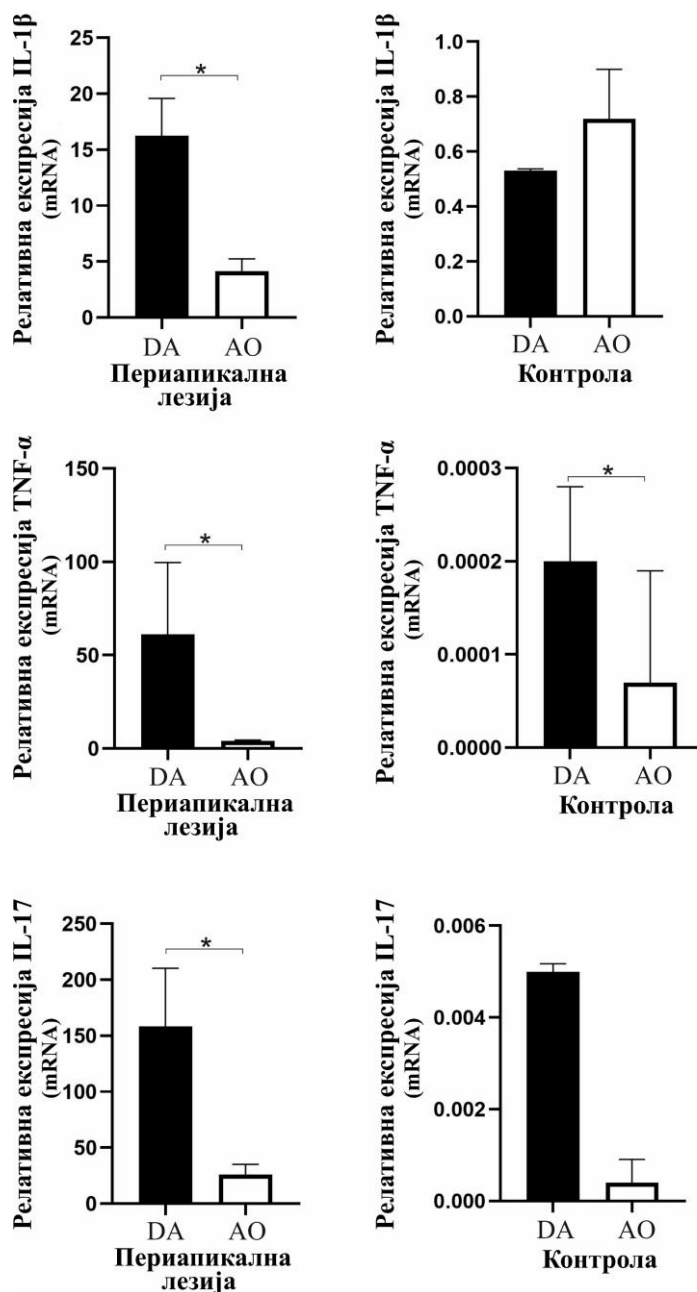 Релативна експресија IL-1β
(mRNA)
25
20
15
10
5
0
*
DA
AO
Периапикална
лезија
Релативна експресија IL-1β
(mRNA)
1.0
0.8
0.6
0.4
0.2
0.0
DA
AO
Контрола
Релативна експресија TNF-α
(mRNA)
150
100
50
0
*
DA
AO
Периапикална
лезија
Релативна експресија TNF-α
(mRNA)
0.0003
0.0002
0.0001
0.0000
*
DA
AO
Контрола
Релативна експресија IL-17
(mRNA)
250
200
150
100
50
0
*
DA
AO
Периапикална
лезија
Релативна експресија IL-17
(mRNA)
0.006
0.004
0.002
0.000
DA
AO
Контрола